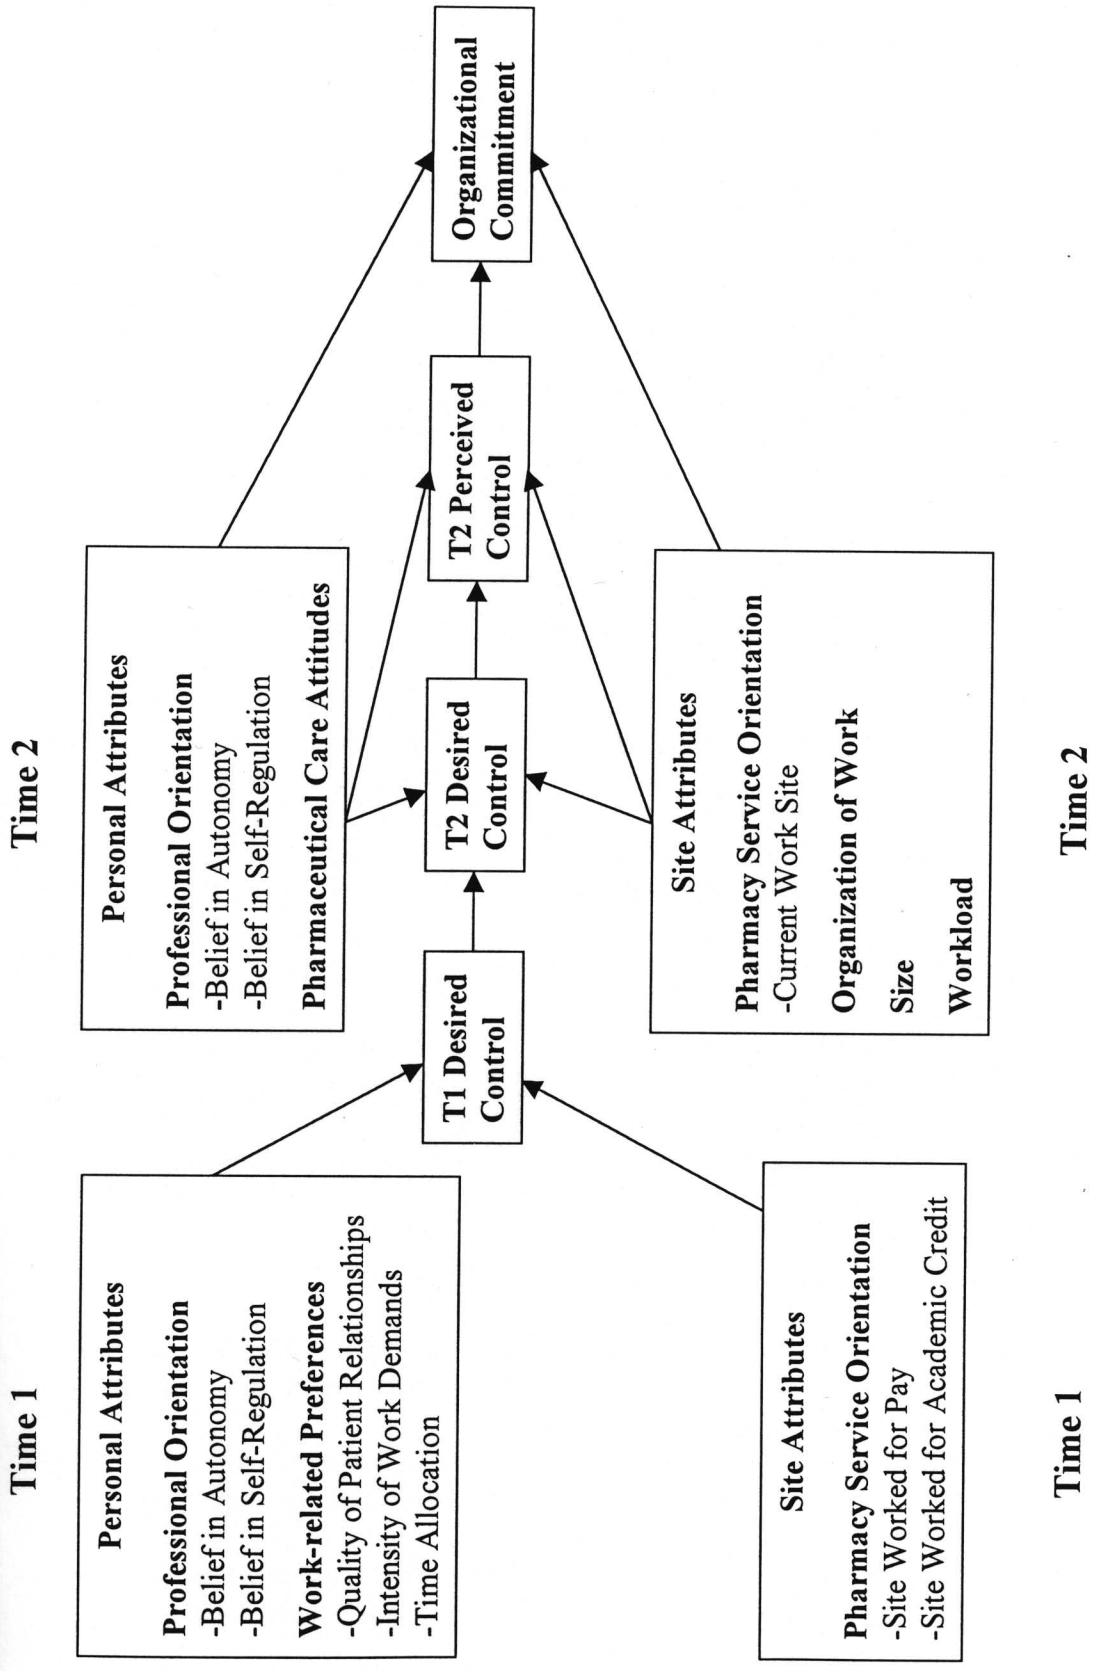 Time 1
Time 2
Personal Attributes
Professional Orientation
-Belief in Autonomy
-Belief in Self-Regulation
Work-related Preferences
-Quality of Patient Relationships
-Intensity of Work Demands
-Time Allocation
Personal Attributes
Professional Orientation
-Belief in Autonomy
-Belief in Self-Regulation
Pharmaceutical Care Attitudes
T1 Desired
Control
T2 Desired
Control
T2 Perceived
Control
Organizational
Commitment
Site Attributes
Pharmacy Service Orientation
-Site Worked for Pay
-Site Worked for Academic Credit
Site Attributes
Pharmacy Service Orientation
-Current Work Site
Organization of Work
Size
Workload
Time 1
Time 2